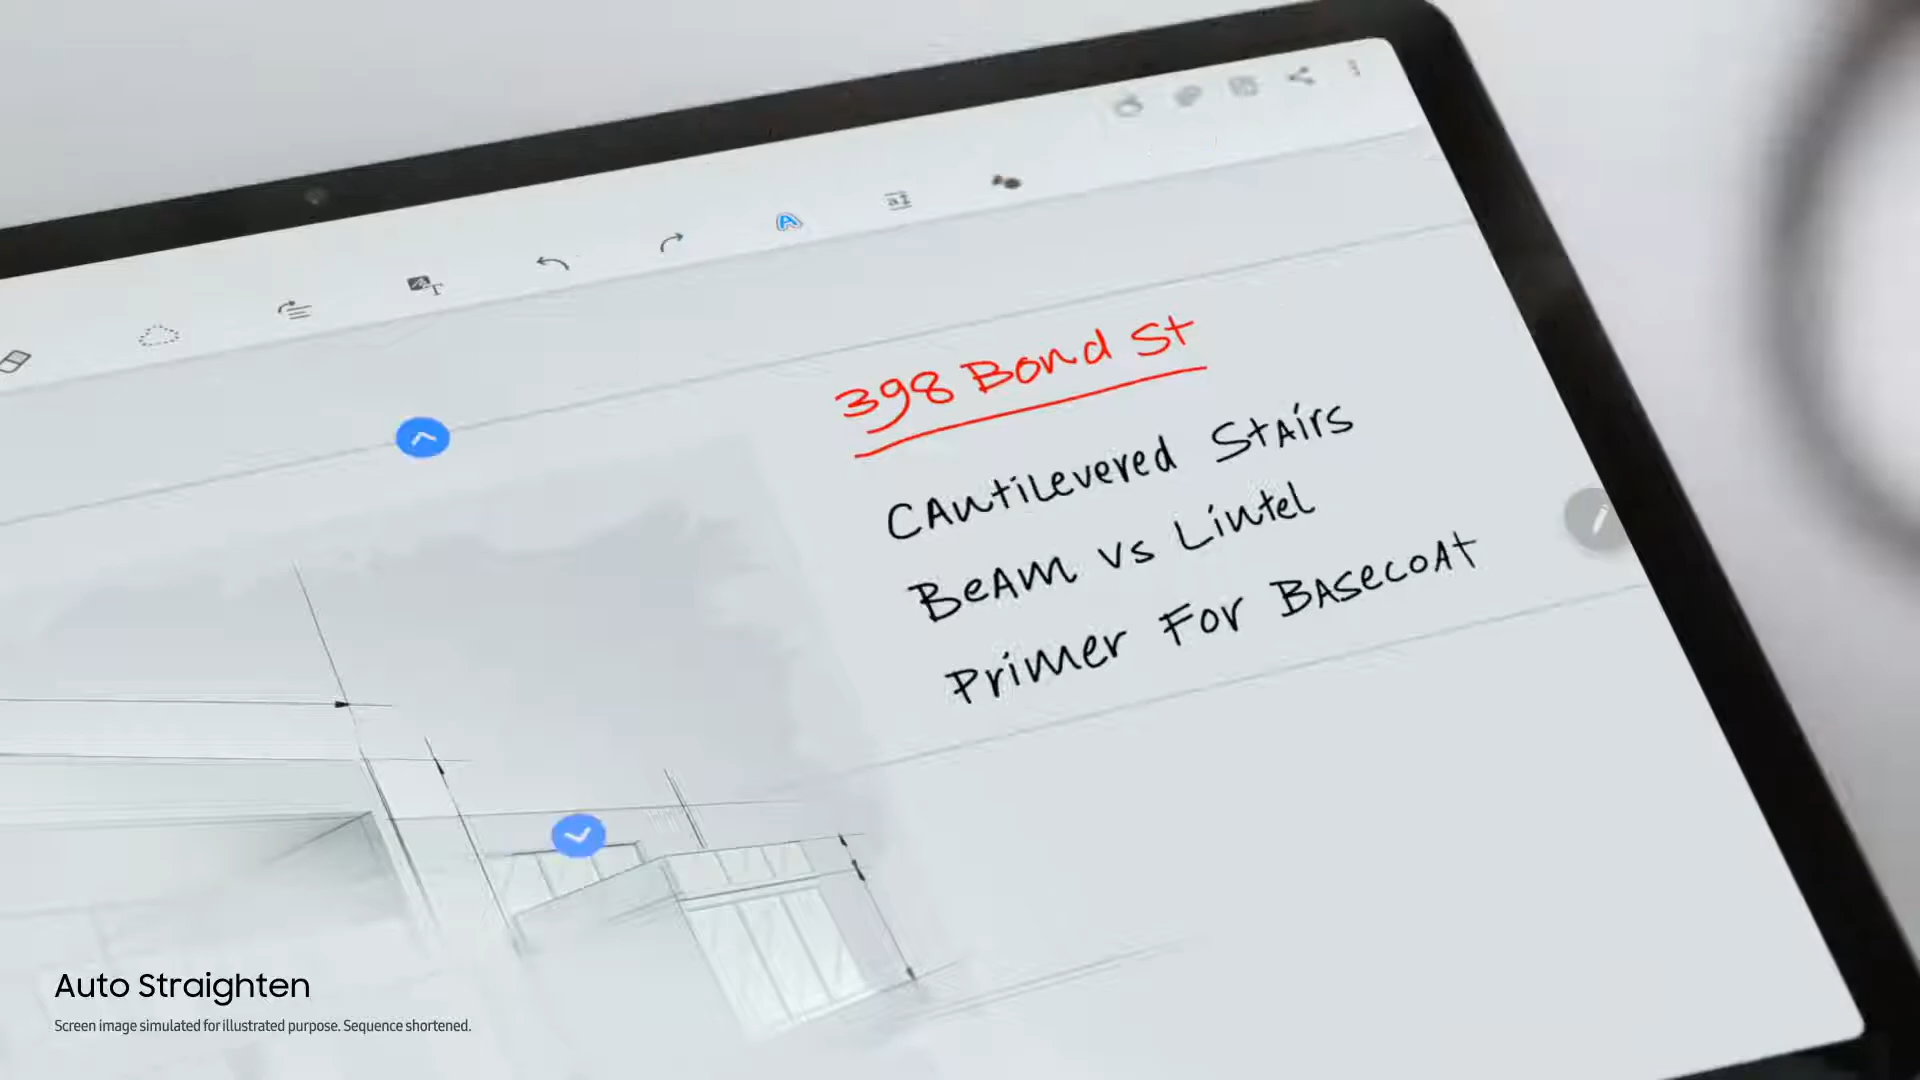 398 Bond St
CAntiLevered StAirs
BeAm vs Lintel
Primer For BAsecoAt
Auto Straighten
Screen image simulated for illustrated purpose. Sequence shortened.